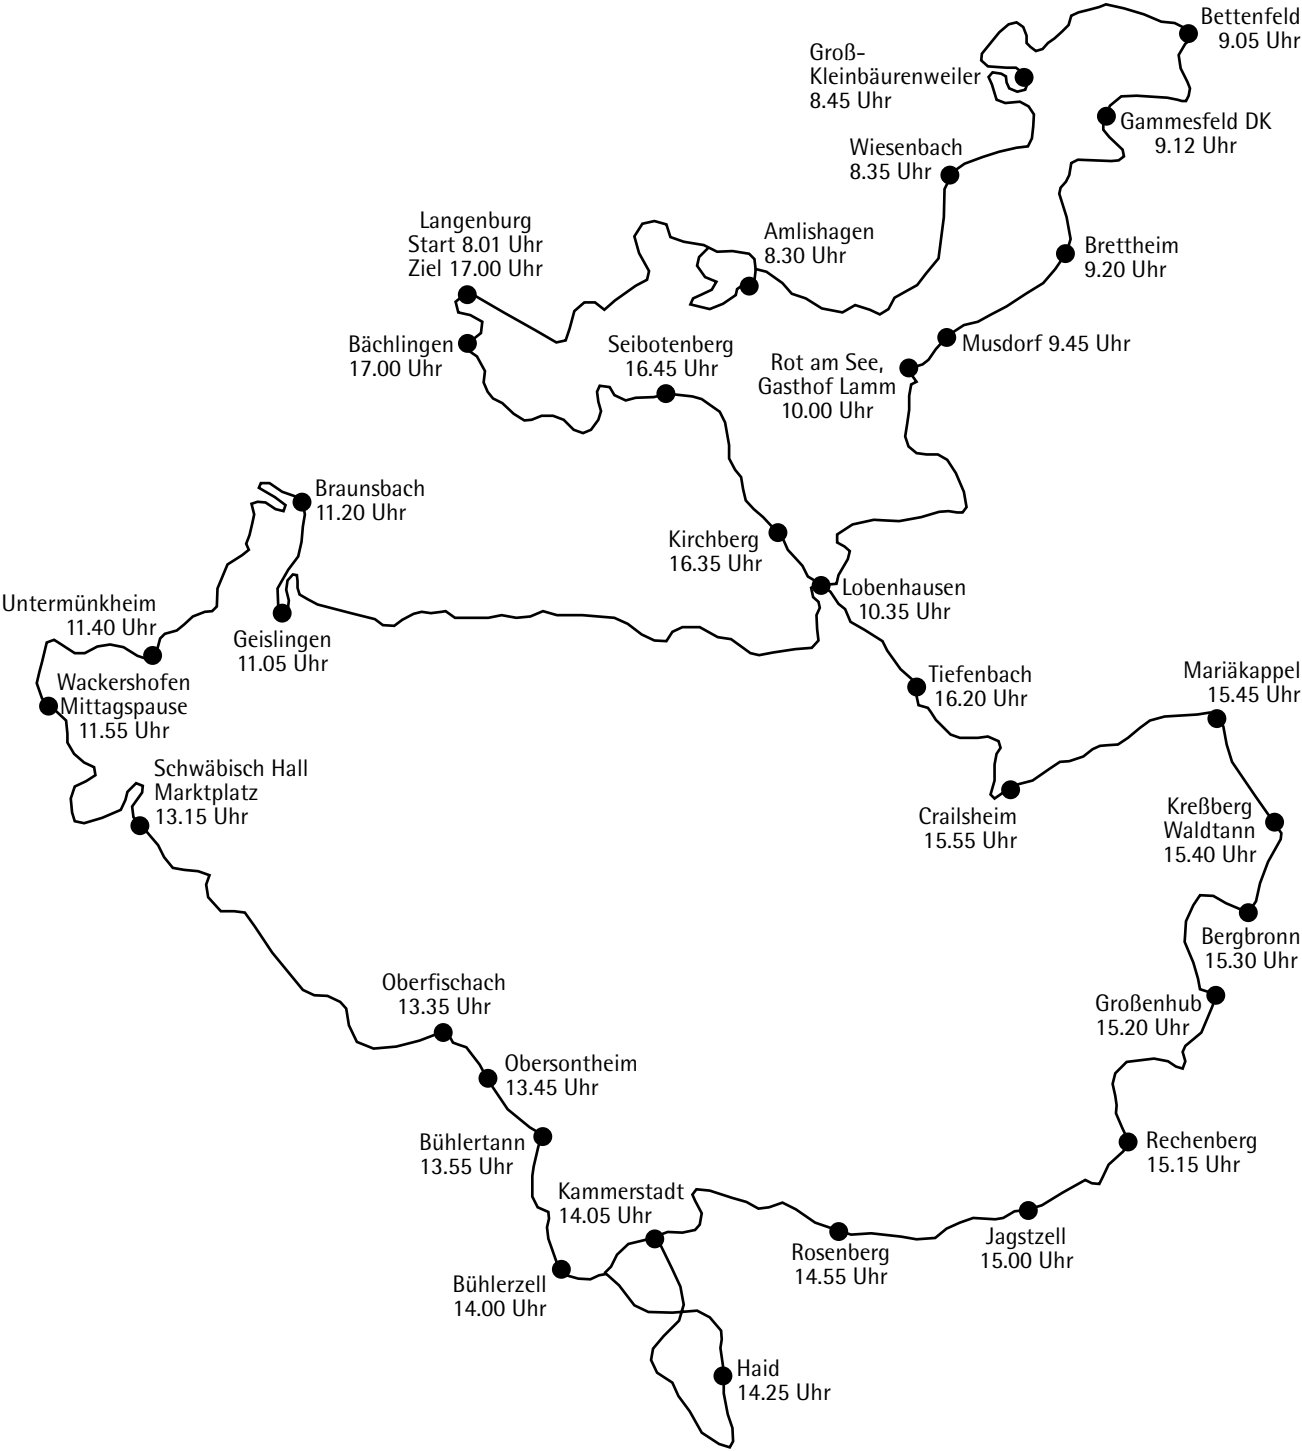 Bettenfeld
9.05 Uhr
Groß-
Kleinbäurenweiler
8.45 Uhr
Gammesfeld DK
9.12 Uhr
Wiesenbach
8.35 Uhr
Langenburg
Start 8.01 Uhr
Ziel 17.00 Uhr
Amlishagen
8.30 Uhr
Brettheim
9.20 Uhr
Bächlingen
17.00 Uhr
Seibotenberg
16.45 Uhr
Musdorf 9.45 Uhr
Rot am See,
Gasthof Lamm
10.00 Uhr
Braunsbach
11.20 Uhr
Kirchberg
16.35 Uhr
Lobenhausen
10.35 Uhr
Untermünkheim
11.40 Uhr
Geislingen
11.05 Uhr
Wackershofen
Mittagspause
11.55 Uhr
Tiefenbach
16.20 Uhr
Mariäkappel
15.45 Uhr
Schwäbisch Hall
Marktplatz
13.15 Uhr
Crailsheim
15.55 Uhr
Kreßberg
Waldtann
15.40 Uhr
Bergbronn
15.30 Uhr
Oberfischach
13.35 Uhr
Großenhub
15.20 Uhr
Obersontheim
13.45 Uhr
Bühlertann
13.55 Uhr
Rechenberg
15.15 Uhr
Kammerstadt
14.05 Uhr
Rosenberg
14.55 Uhr
Jagstzell
15.00 Uhr
Bühlerzell
14.00 Uhr
Haid
14.25 Uhr